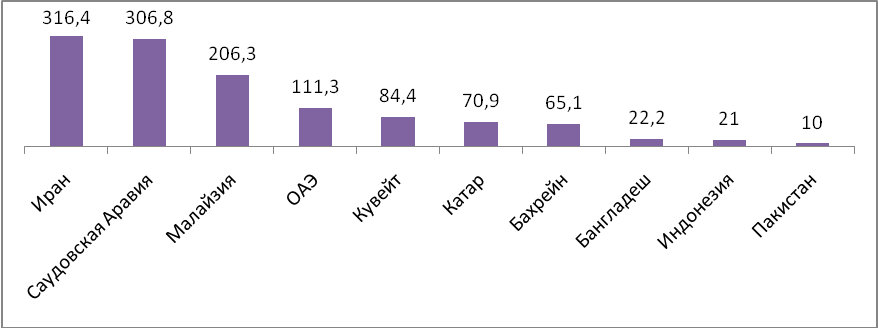 316,4
306,8
206,3
111,3
84,4
70,9
65,1
22,2
21
10
Иран
Саудовская Аравия
Малайзия
ОАЭ
Кувейт
Катар
Бахрейн
Бангладеш
Индонезия
Пакистан